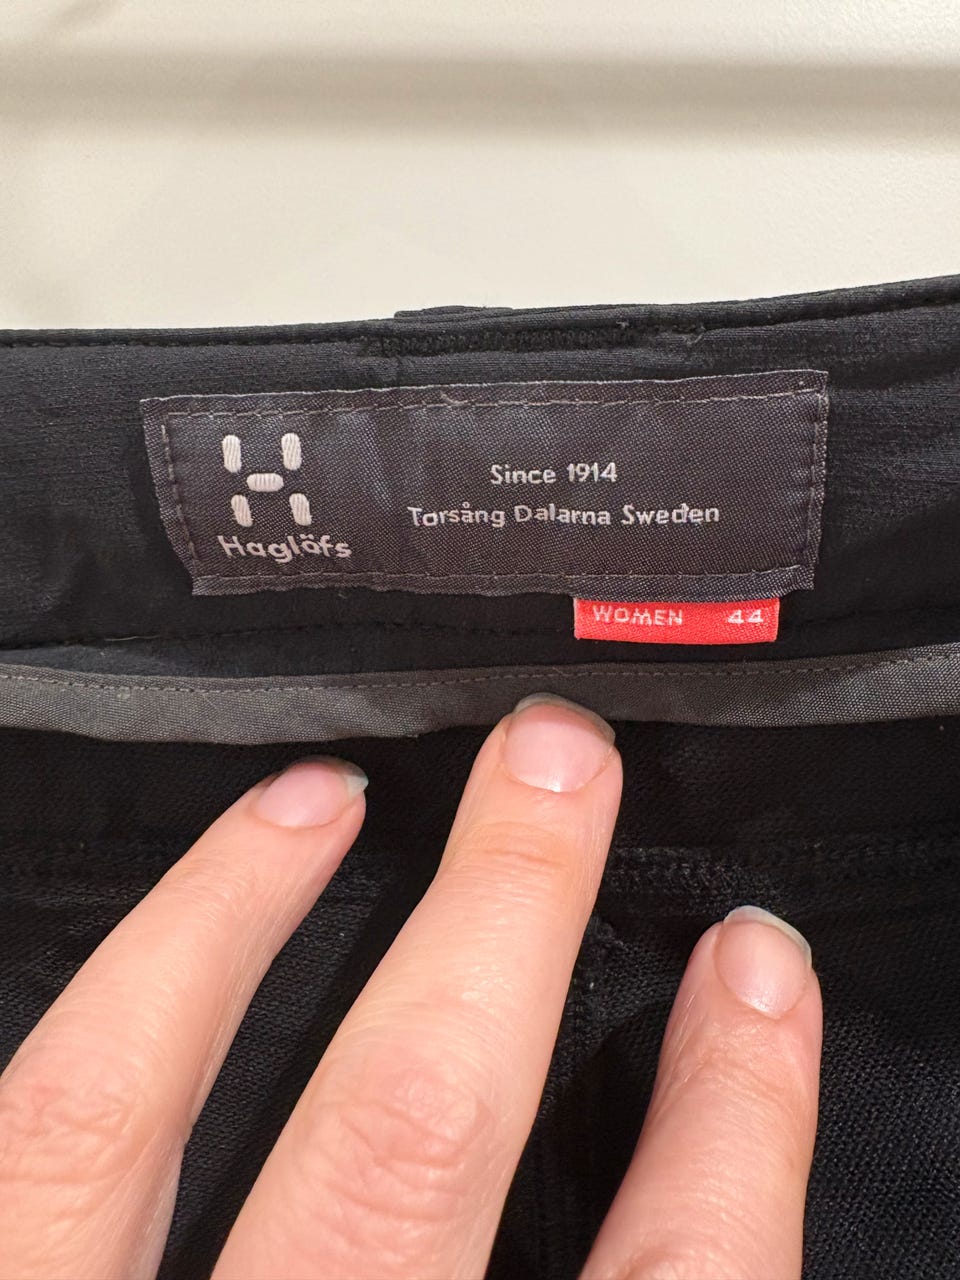 Since 1914
Torsång Dalarna Sweden
Haglöfs
WOMEN 44